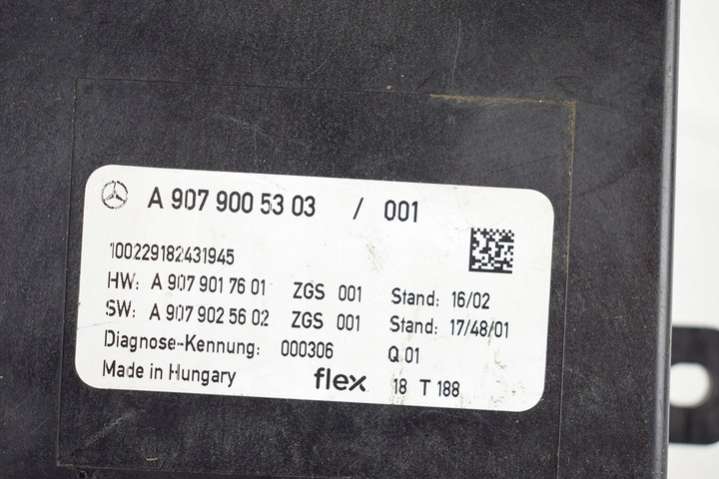 A 907 900 53 03 / 001
100229182431945
HW: A 907 901 76 01 ZGS 001 Stand: 16/02
SW: A 907 902 56 02 ZGS 001 Stand: 17/48/01
Diagnose-Kennung: 000306 Q 01
Made in Hungary flex 18 T 188